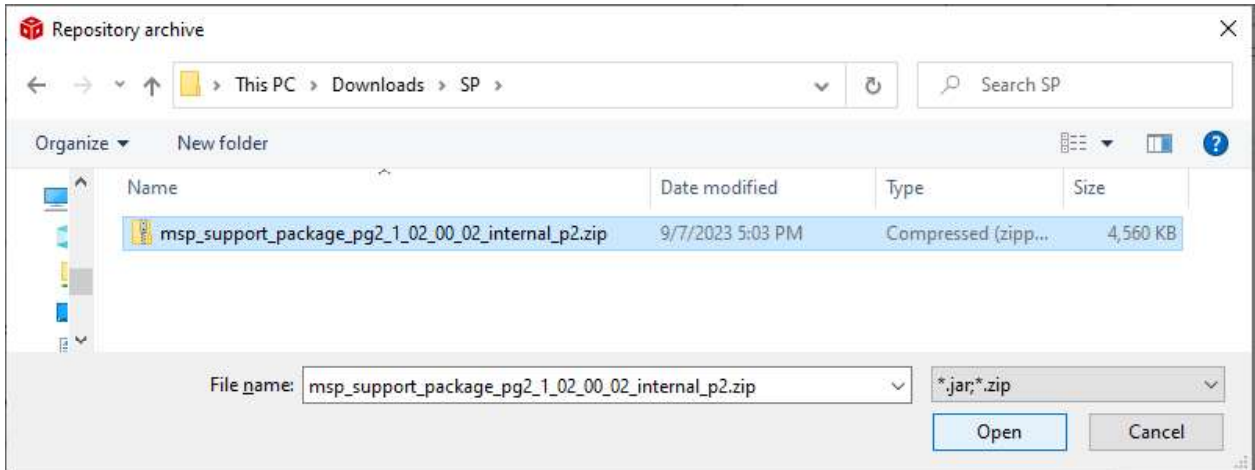 Repository archive
This PC > Downloads > SP >
Search SP
Organize New folder
Name Date modified Type Size
msp_support_package_pg2_1_02_00_02_internal_p2.zip 9/7/2023 5:03 PM Compressed (zipp... 4,560 KB
File name: msp_support_package_pg2_1_02_00_02_internal_p2.zip *.jar;*.zip
Open Cancel